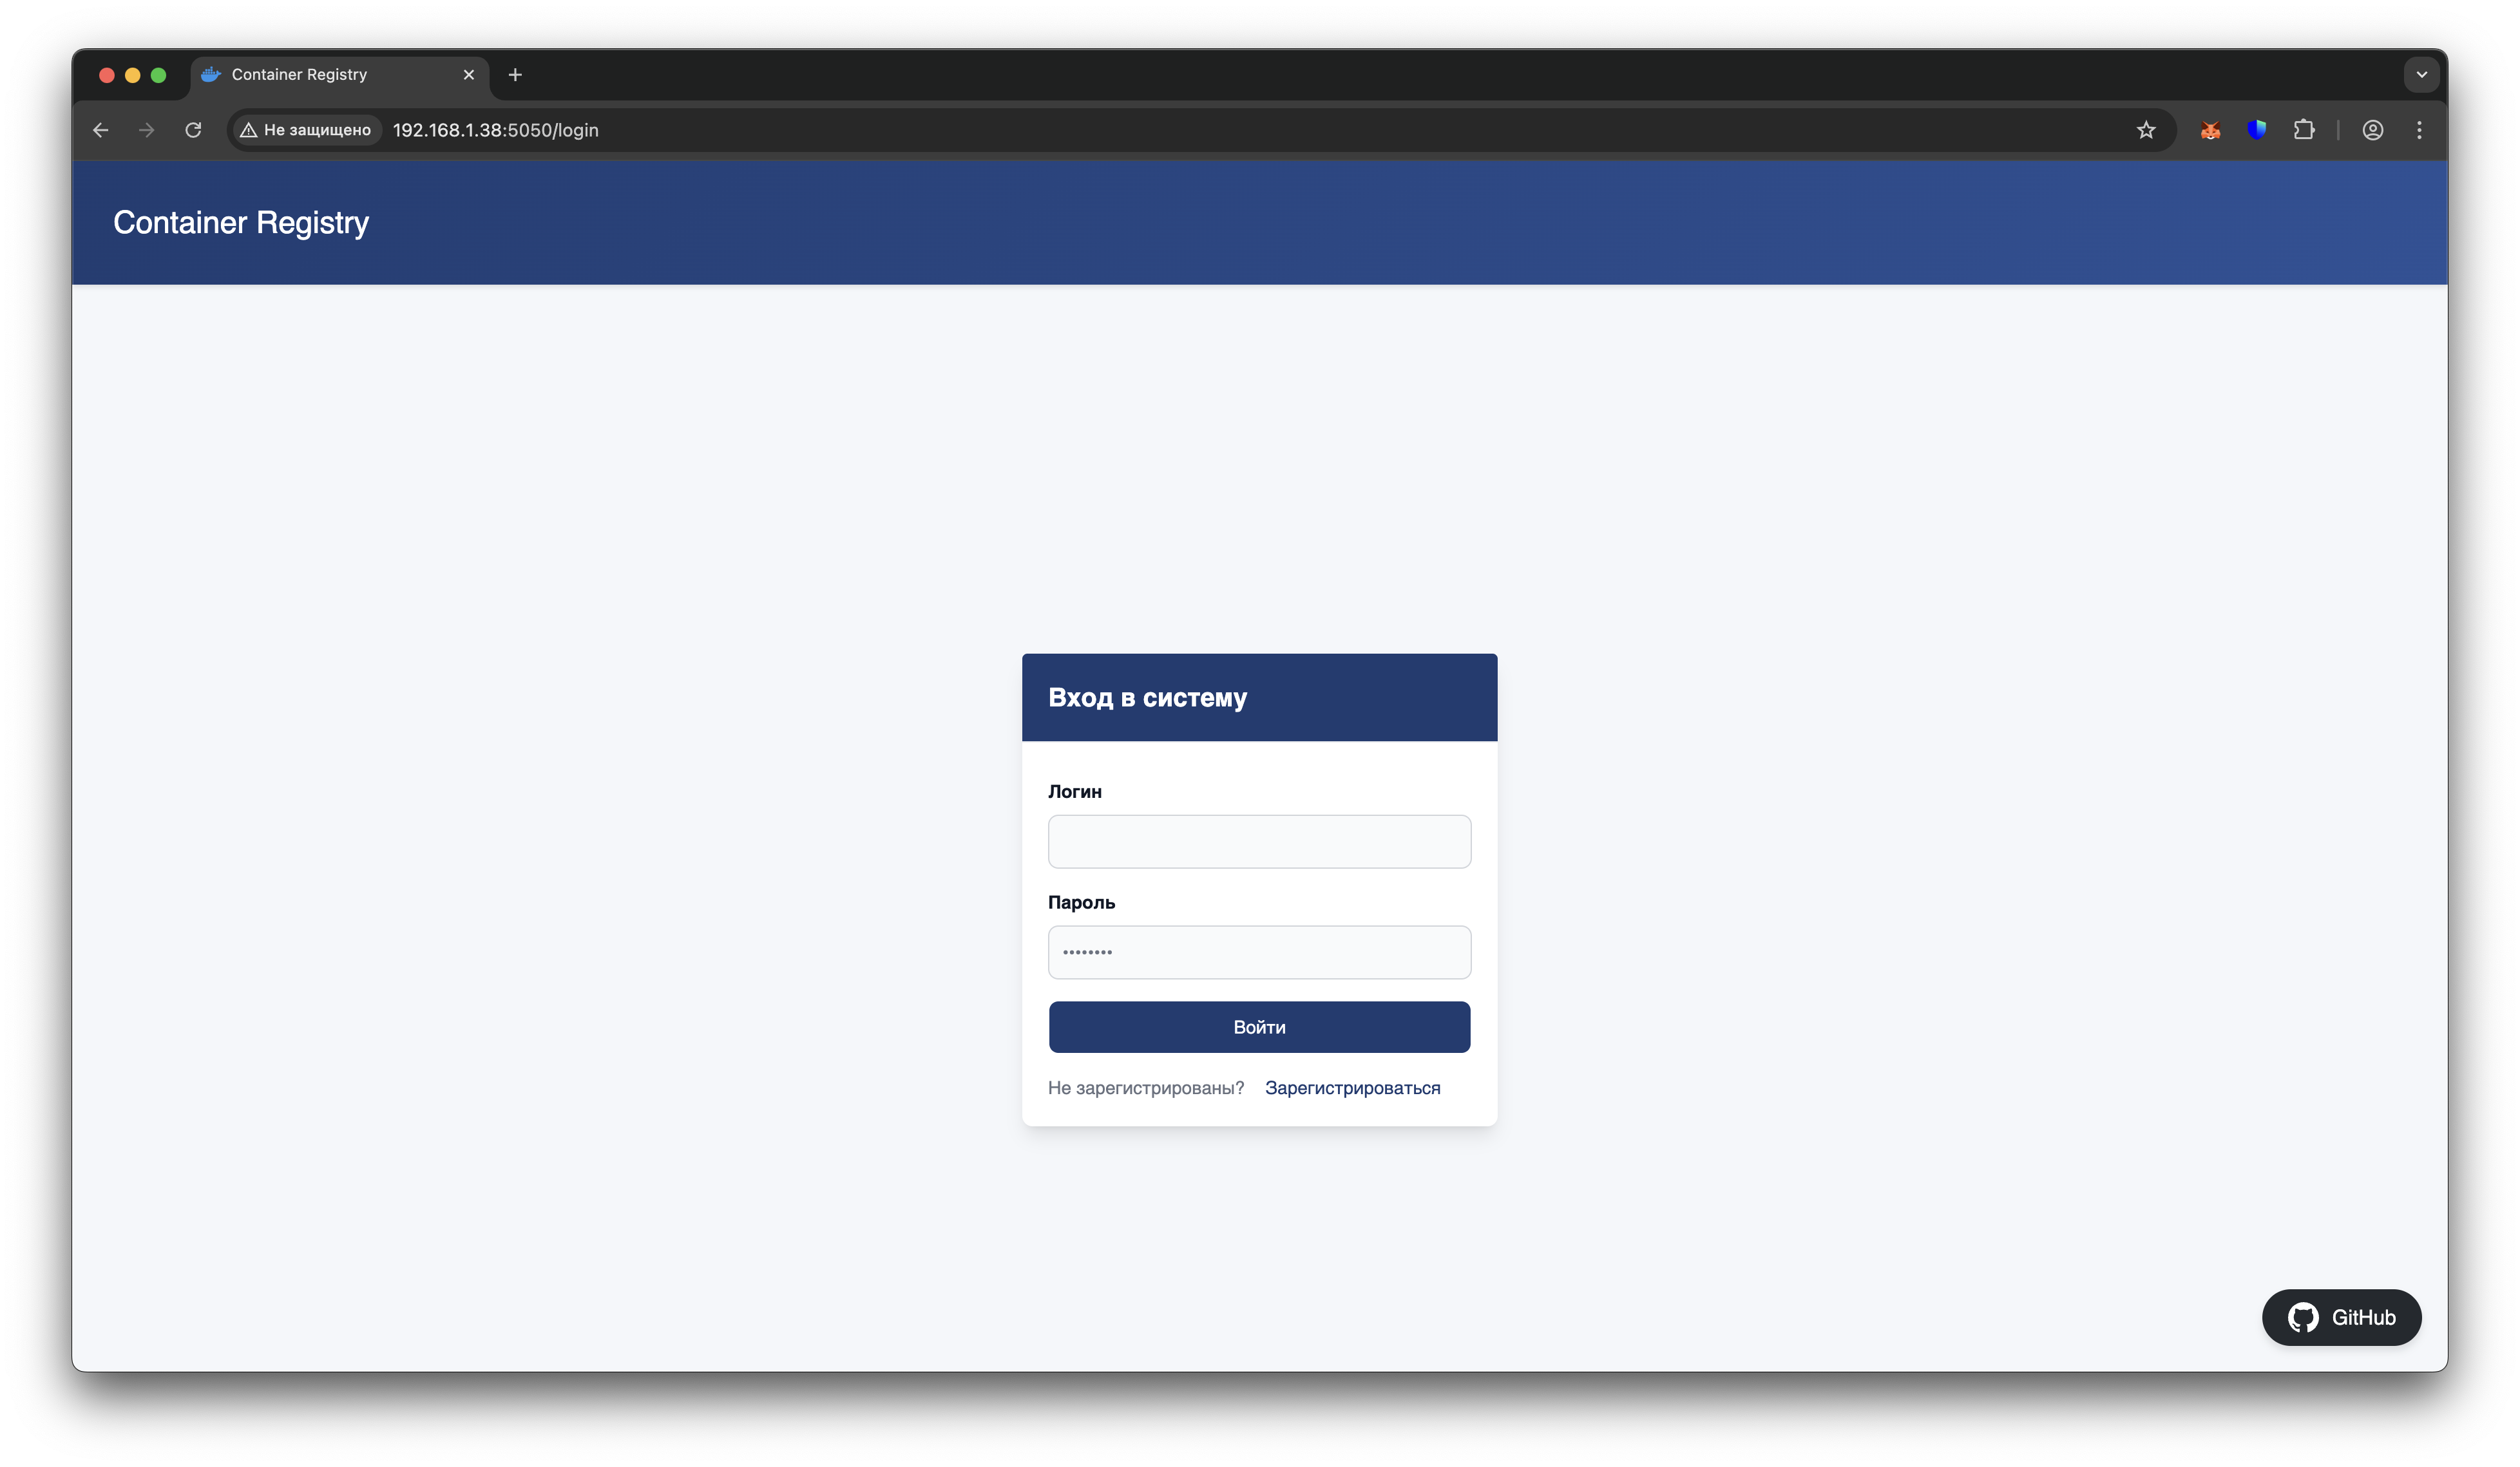 Container Registry
Не защищено 192.168.1.38:5050/login
Container Registry
Вход в систему
Логин
Пароль
••••••••
Войти
Не зарегистрированы? Зарегистрироваться
GitHub